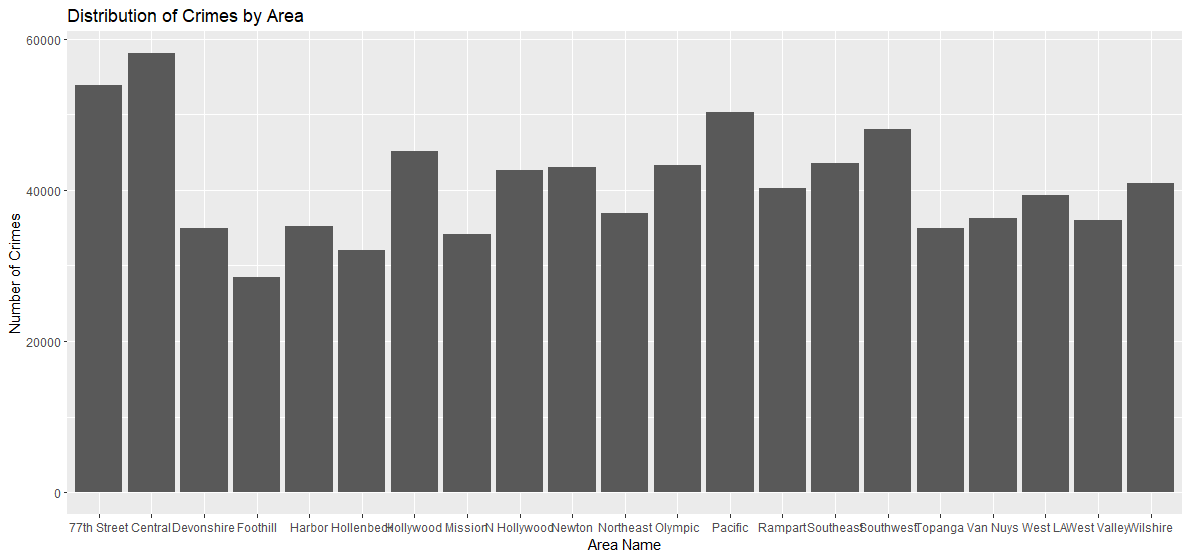 Distribution of Crimes by Area
60000
40000
20000
0
Number of Crimes
77th Street Central Devonshire Foothill Harbor Hollenbeck Hollywood Mission N Hollywood Newton Northeast Olympic Pacific Rampart Southeast Southwest Topanga Van Nuys West LA West Valley Wilshire
Area Name